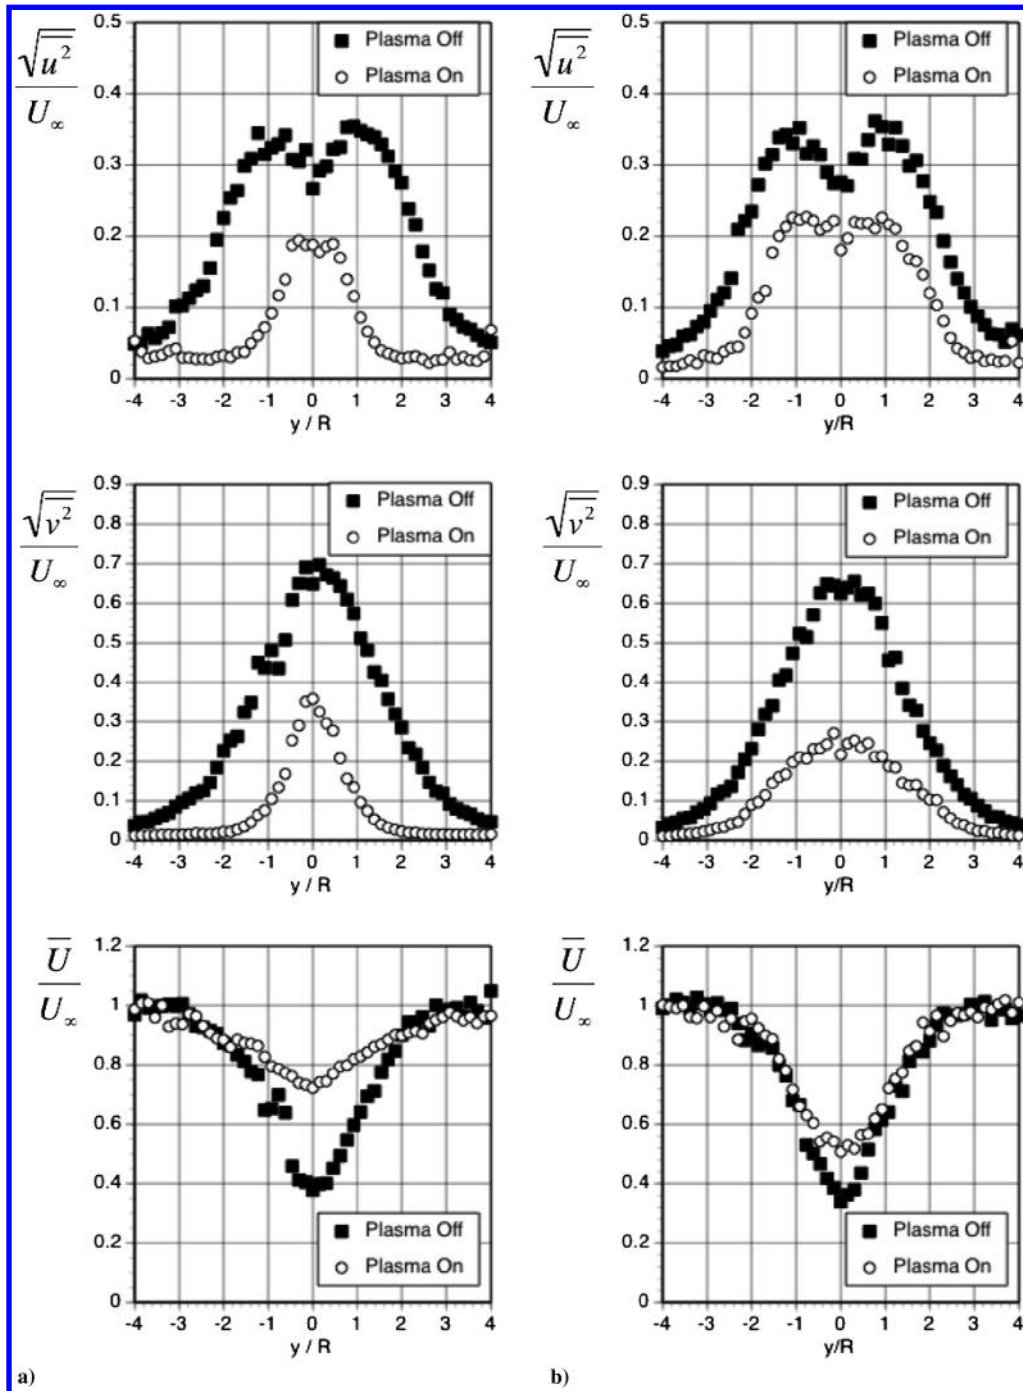 √u²
U∞
0.5
0.4
0.3
0.2
0.1
0
Plasma Off
Plasma On
-4 -3 -2 -1 0 1 2 3 4
y / R
√u²
U∞
0.5
0.4
0.3
0.2
0.1
0
Plasma Off
Plasma On
-4 -3 -2 -1 0 1 2 3 4
y/R
√v²
U∞
0.9
0.8
0.7
0.6
0.5
0.4
0.3
0.2
0.1
0
Plasma Off
Plasma On
-4 -3 -2 -1 0 1 2 3 4
y / R
√v²
U∞
0.9
0.8
0.7
0.6
0.5
0.4
0.3
0.2
0.1
0
Plasma Off
Plasma On
-4 -3 -2 -1 0 1 2 3 4
y/R
U̅
U∞
1.2
1
0.8
0.6
0.4
0.2
0
Plasma Off
Plasma On
-4 -3 -2 -1 0 1 2 3 4
y / R
a)
U̅
U∞
1.2
1
0.8
0.6
0.4
0.2
0
Plasma Off
Plasma On
-4 -3 -2 -1 0 1 2 3 4
y/R
b)